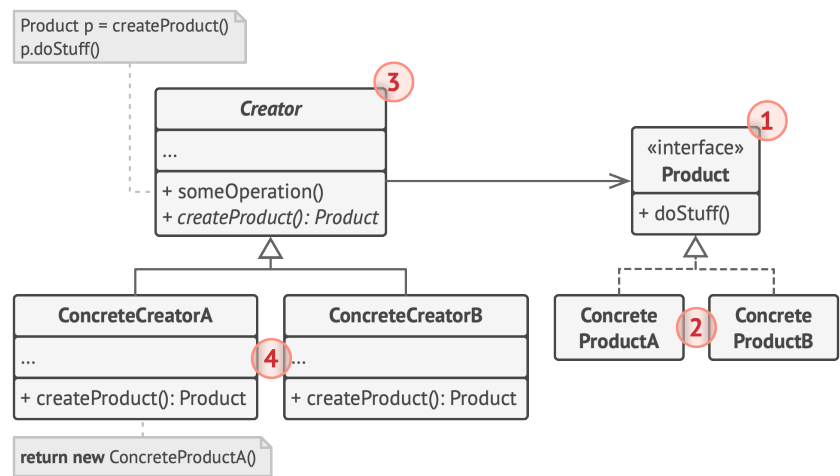 Product p = createProduct()
p.doStuff()
3
Creator
...
+ someOperation()
+ createProduct(): Product
1
«interface»
Product
+ doStuff()
ConcreteCreatorA
...
+ createProduct(): Product
4
ConcreteCreatorB
...
+ createProduct(): Product
Concrete
ProductA
2
Concrete
ProductB
return new ConcreteProductA()